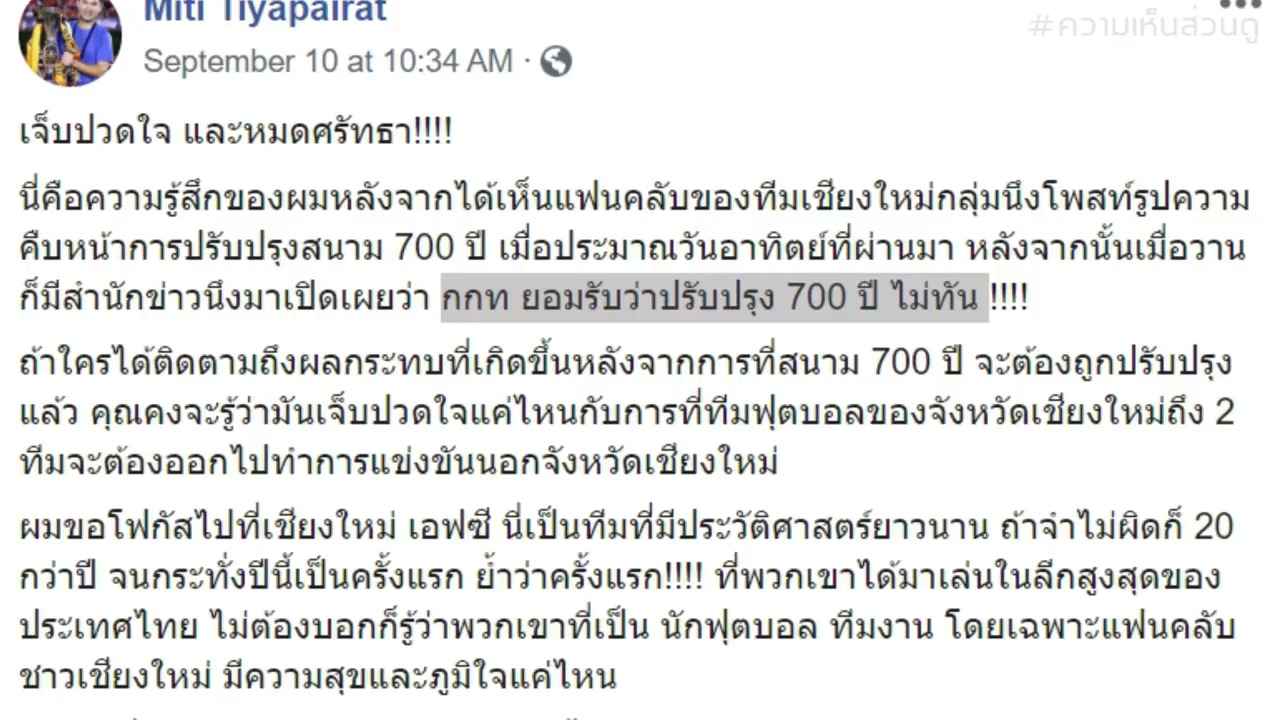 Miti Tiyapairat
#ความเห็นส่วนดู
September 10 at 10:34 AM ·
เจ็บปวดใจ และหมดศรัทธา!!!!
นี่คือความรู้สึกของผมหลังจากได้เห็นแฟนคลับของทีมเชียงใหม่กลุ่มนึงโพสท์รูปความ
คืบหน้าการปรับปรุงสนาม 700 ปี เมื่อประมาณวันอาทิตย์ที่ผ่านมา หลังจากนั้นเมื่อวาน
ก็มีสำนักข่าวนึงมาเปิดเผยว่า กกท ยอมรับว่าปรับปรุง 700 ปี ไม่ทัน !!!!
ถ้าใครได้ติดตามถึงผลกระทบที่เกิดขึ้นหลังจากการที่สนาม 700 ปี จะต้องถูกปรับปรุง
แล้ว คุณคงจะรู้ว่ามันเจ็บปวดใจแค่ไหนกับการที่ทีมฟุตบอลของจังหวัดเชียงใหม่ถึง 2
ทีมจะต้องออกไปทำการแข่งขันนอกจังหวัดเชียงใหม่
ผมขอโฟกัสไปที่เชียงใหม่ เอฟซี นี่เป็นทีมที่มีประวัติศาสตร์ยาวนาน ถ้าจำไม่ผิดก็ 20
กว่าปี จนกระทั่งปีนี้เป็นครั้งแรก ย้ำว่าครั้งแรก!!!! ที่พวกเขาได้มาเล่นในลีกสูงสุดของ
ประเทศไทย ไม่ต้องบอกก็รู้ว่าพวกเขาที่เป็น นักฟุตบอล ทีมงาน โดยเฉพาะแฟนคลับ
ชาวเชียงใหม่ มีความสุขและภูมิใจแค่ไหน